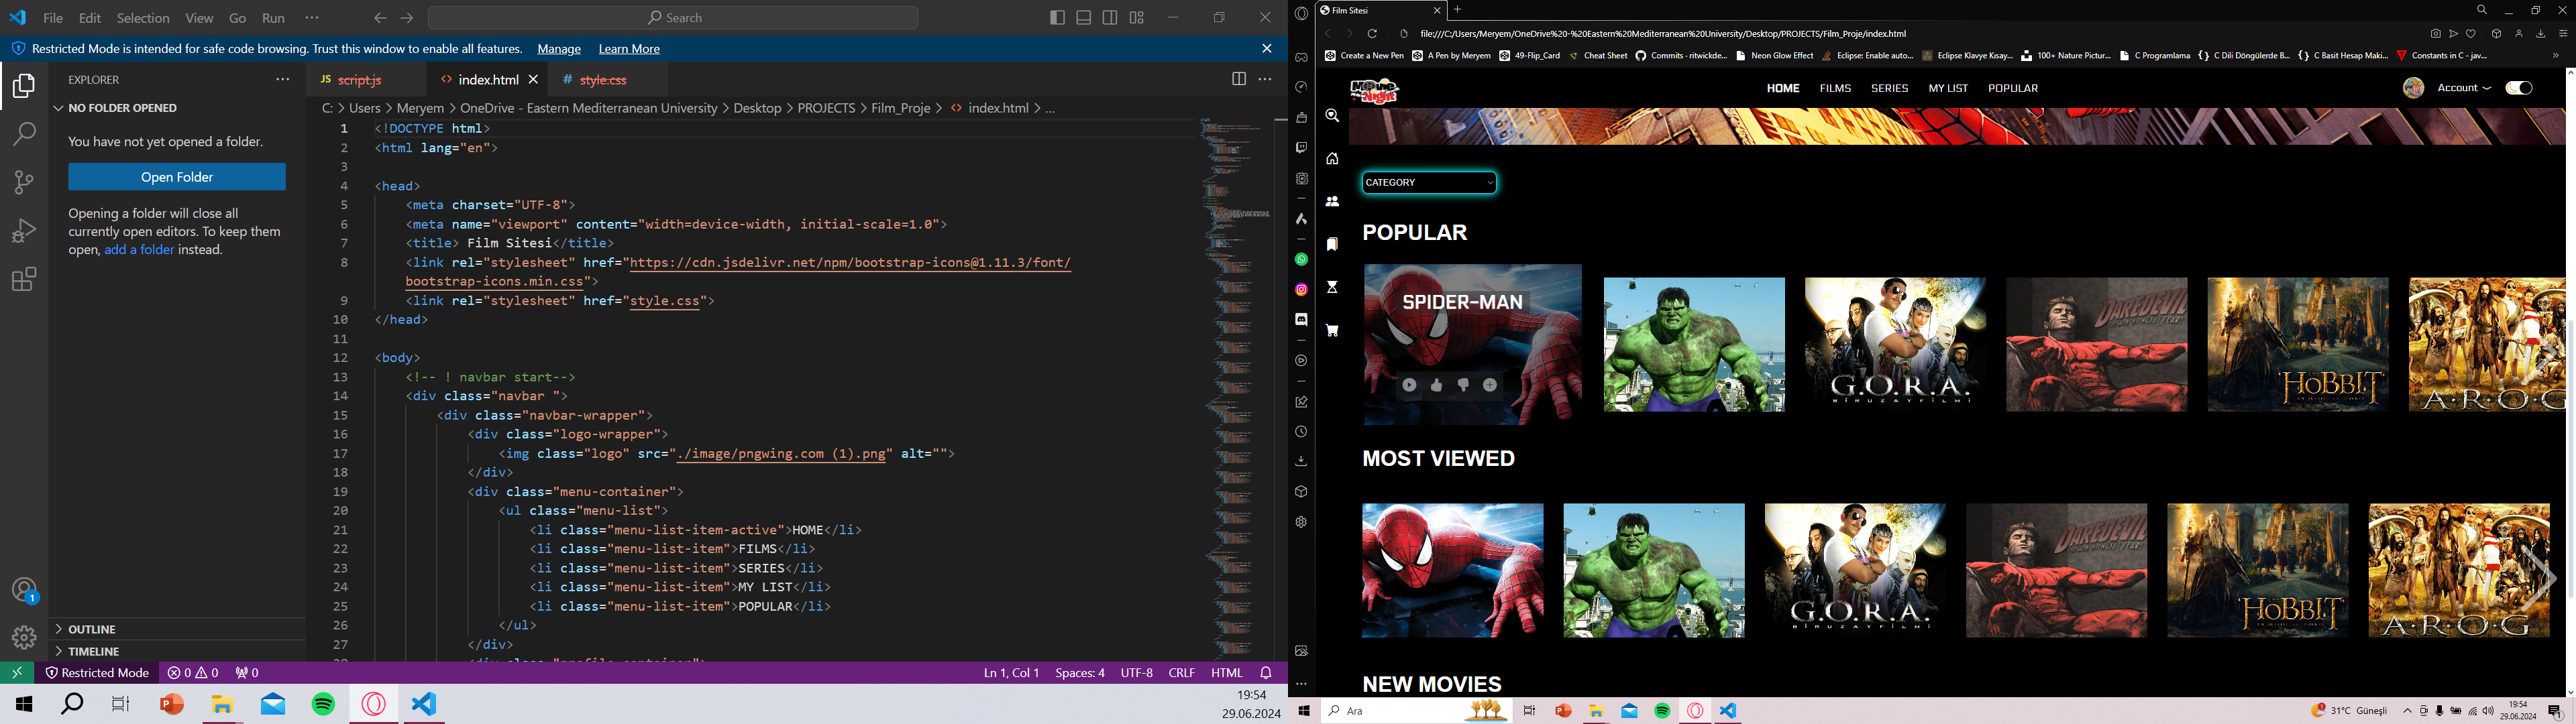 File Edit Selection View Go Run ···
Search
Restricted Mode is intended for safe code browsing. Trust this window to enable all features. Manage Learn More
EXPLORER
NO FOLDER OPENED
You have not yet opened a folder.
Open Folder
Opening a folder will close all
currently open editors. To keep them
open, add a folder instead.
OUTLINE
TIMELINE
JS script.js
<> index.html
# style.css
C: > Users > Meryem > OneDrive - Eastern Mediterranean University > Desktop > PROJECTS > Film_Proje > <> index.html > ...
1 <!DOCTYPE html>
2 <html lang="en">
3
4 <head>
5 <meta charset="UTF-8">
6 <meta name="viewport" content="width=device-width, initial-scale=1.0">
7 <title> Film Sitesi</title>
8 <link rel="stylesheet" href="https://cdn.jsdelivr.net/npm/bootstrap-icons@1.11.3/font/
bootstrap-icons.min.css">
9 <link rel="stylesheet" href="style.css">
10 </head>
11
12 <body>
13 <!-- ! navbar start-->
14 <div class="navbar ">
15 <div class="navbar-wrapper">
16 <div class="logo-wrapper">
17 <img class="logo" src="./image/pngwing.com (1).png" alt="">
18 </div>
19 <div class="menu-container">
20 <ul class="menu-list">
21 <li class="menu-list-item-active">HOME</li>
22 <li class="menu-list-item">FILMS</li>
23 <li class="menu-list-item">SERIES</li>
24 <li class="menu-list-item">MY LIST</li>
25 <li class="menu-list-item">POPULAR</li>
26 </ul>
27 </div>
1
Restricted Mode 0 0 0
Ln 1, Col 1 Spaces: 4 UTF-8 CRLF HTML
19:54
29.06.2024
Film Sitesi
file:///C:/Users/Meryem/OneDrive%20-%20Eastern%20Mediterranean%20University/Desktop/PROJECTS/Film_Proje/index.html
Create a New Pen A Pen by Meryem 49-Flip_Card Cheat Sheet Commits · ritwickde... Neon Glow Effect Eclipse: Enable auto... Eclipse Klavye Kısay... 100+ Nature Pictur... C Programlama C Dili Döngülerde B... C Basit Hesap Maki... Constants in C - jav...
Movie Night
HOME FILMS SERIES MY LIST POPULAR
Account
CATEGORY
POPULAR
SPIDER-MAN
G.O.R.A.
BİR UZAY FİLMİ
DAREDEVIL
HOBBIT
A·R·O·G
MOST VIEWED
G.O.R.A.
BİR UZAY FİLMİ
DAREDEVIL
HOBBIT
A·R·O·G
NEW MOVIES
Ara
31°C Güneşli
19:54
29.06.2024